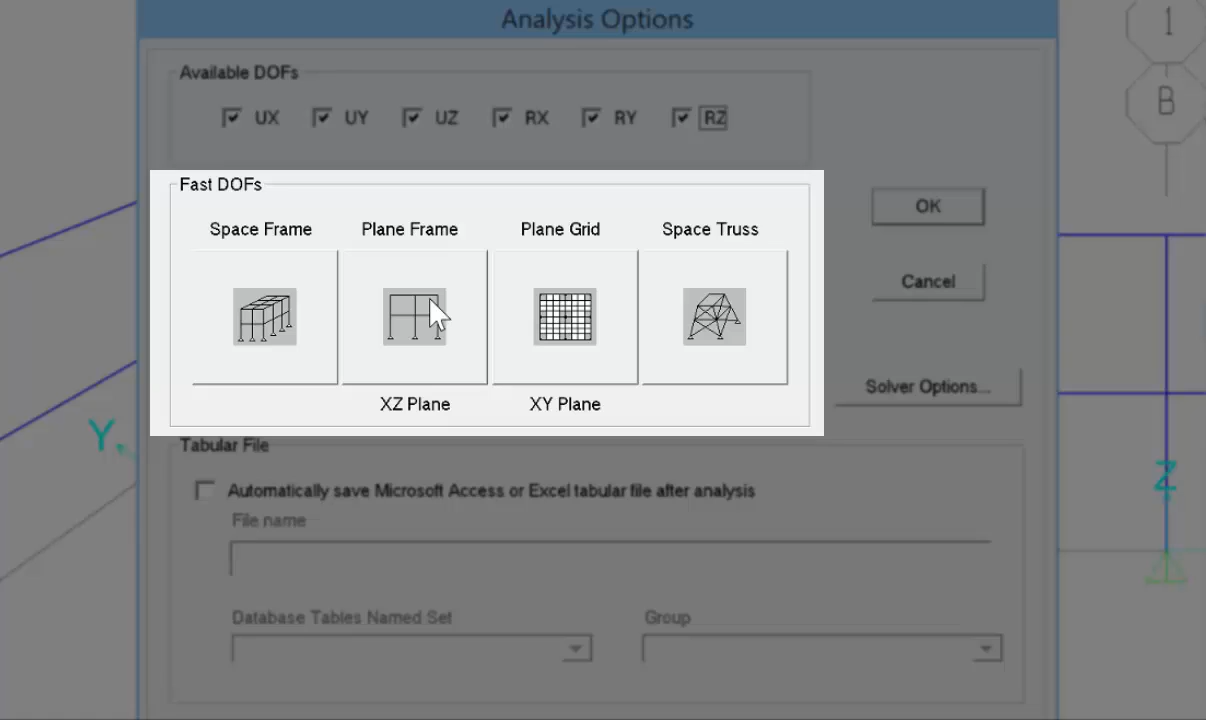 Analysis Options
1
Available DOFs
B
UX UY UZ RX RY RZ
Fast DOFs
OK
Space Frame Plane Frame Plane Grid Space Truss
Cancel
Solver Options...
XZ Plane XY Plane
Y
Tabular File
Z
Automatically save Microsoft Access or Excel tabular file after analysis
File name
Database Tables Named Set Group